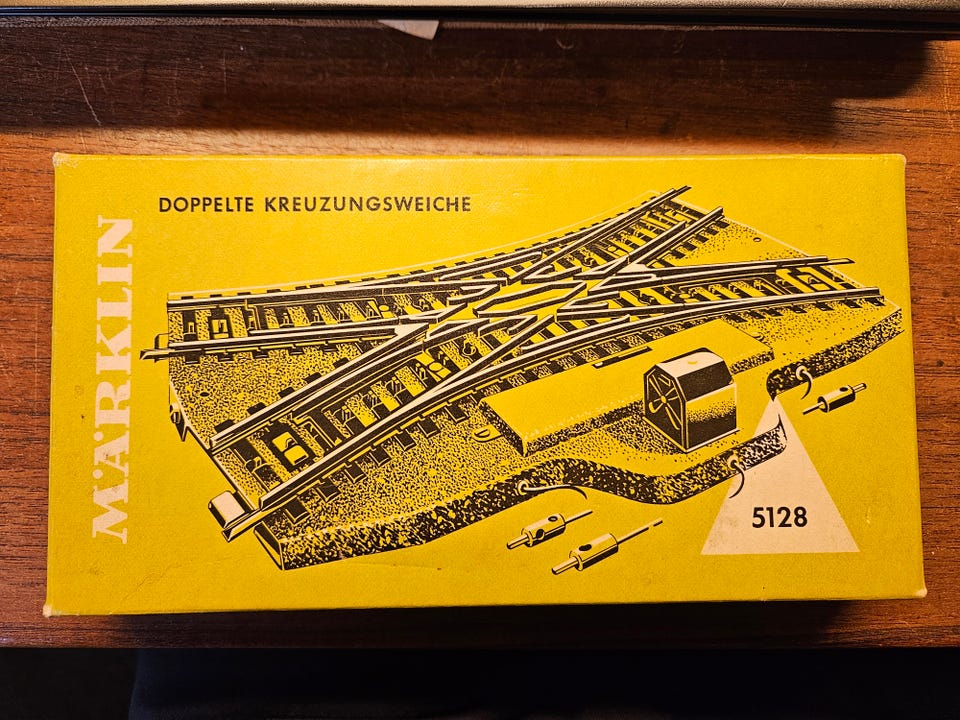 DOPPELTE KREUZUNGSWEICHE
MÄRKLIN
5128